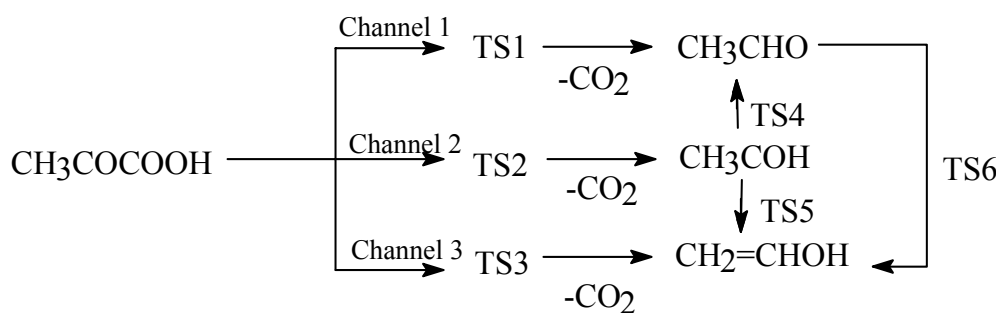 Channel 1 TS1 -CO2 CH3CHO
TS4
CH3COCOOH Channel 2 TS2 -CO2 CH3COH TS6
TS5
Channel 3 TS3 -CO2 CH2=CHOH